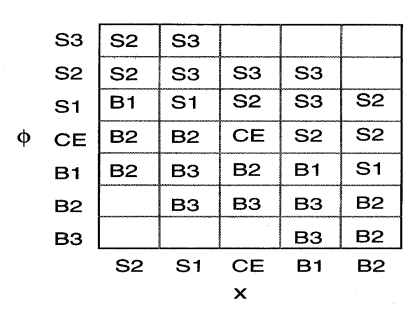 S3 S2 S3
S2 S2 S3 S3 S3
S1 B1 S1 S2 S3 S2
ϕ CE B2 B2 CE S2 S2
B1 B2 B3 B2 B1 S1
B2 B3 B3 B3 B2
B3 B3 B2
S2 S1 CE B1 B2
x